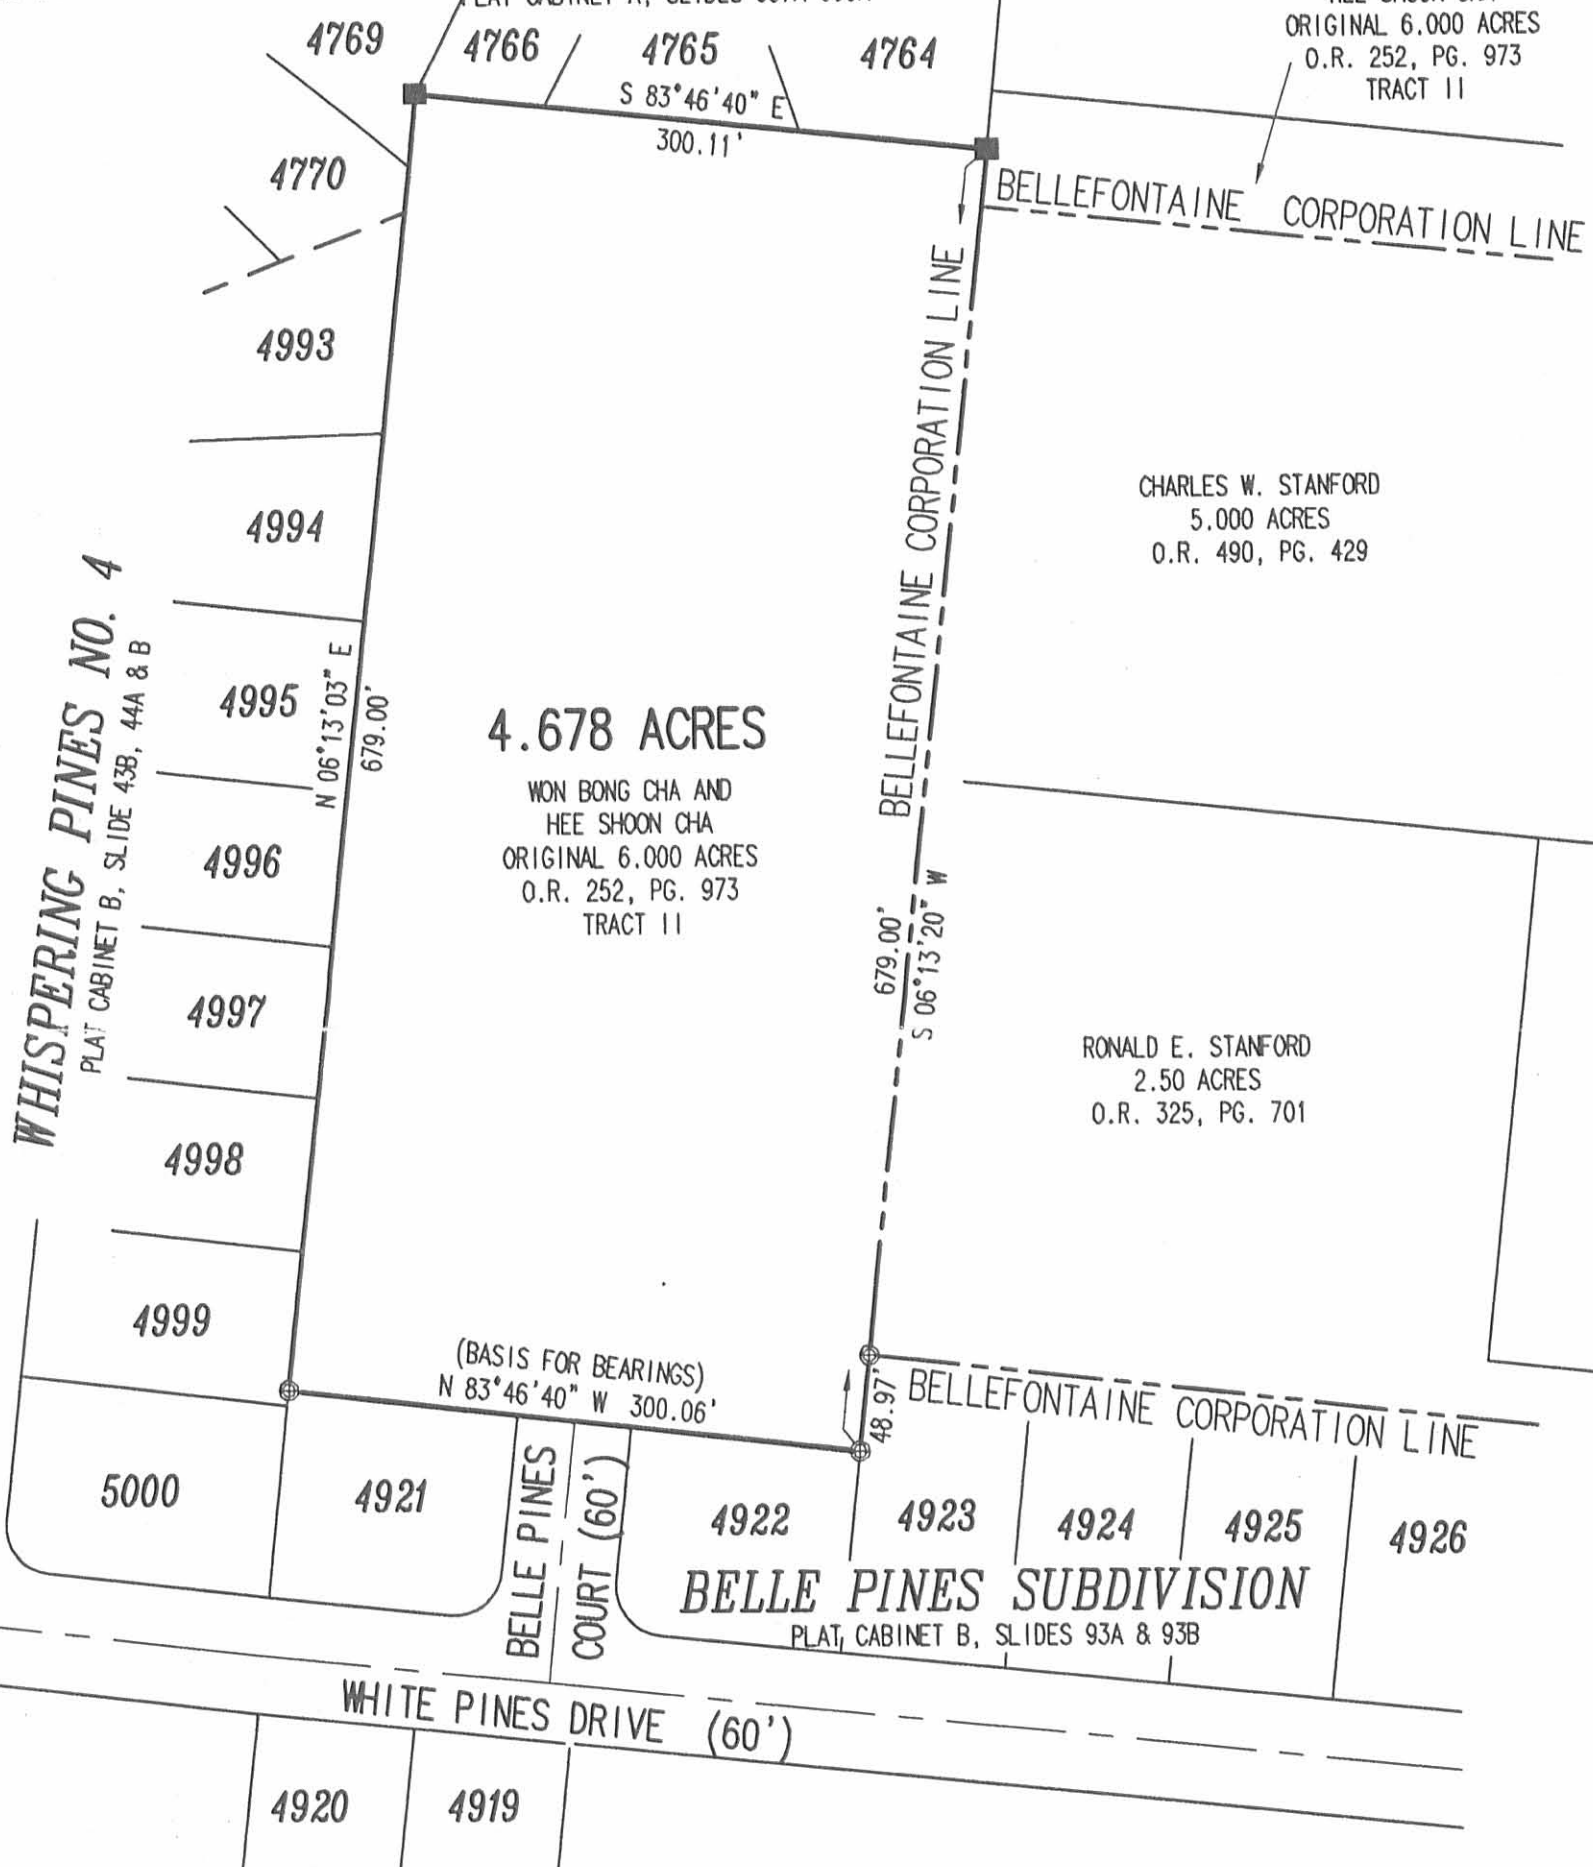 ORIGINAL 6.000 ACRES
O.R. 252, PG. 973
TRACT II
4769
4766
4765
4764
S 83°46'40" E
300.11'
4770
BELLEFONTAINE CORPORATION LINE
4993
BELLEFONTAINE CORPORATION LINE
4994
CHARLES W. STANFORD
5.000 ACRES
O.R. 490, PG. 429
WHISPERING PINES NO. 4
PLAT CABINET B, SLIDE 43B, 44A & B
4995
N 06°13'03" E
679.00'
4.678 ACRES
WON BONG CHA AND
HEE SHOON CHA
ORIGINAL 6.000 ACRES
O.R. 252, PG. 973
TRACT II
4996
679.00'
S 06°13'20" W
4997
RONALD E. STANFORD
2.50 ACRES
O.R. 325, PG. 701
4998
4999
(BASIS FOR BEARINGS)
N 83°46'40" W 300.06'
48.97'
BELLEFONTAINE CORPORATION LINE
5000
4921
BELLE PINES
COURT (60')
4922
4923
4924
4925
4926
BELLE PINES SUBDIVISION
PLAT CABINET B, SLIDES 93A & 93B
WHITE PINES DRIVE (60')
4920
4919